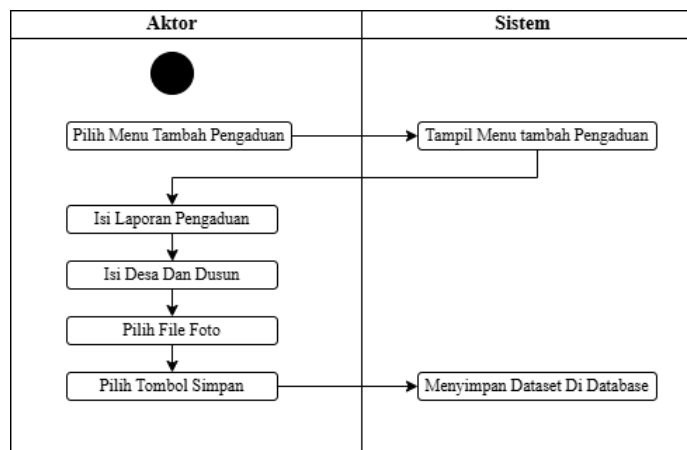 Aktor
Sistem
Pilih Menu Tambah Pengaduan
Tampil Menu tambah Pengaduan
Isi Laporan Pengaduan
Isi Desa Dan Dusun
Pilih File Foto
Pilih Tombol Simpan
Menyimpan Dataset Di Database